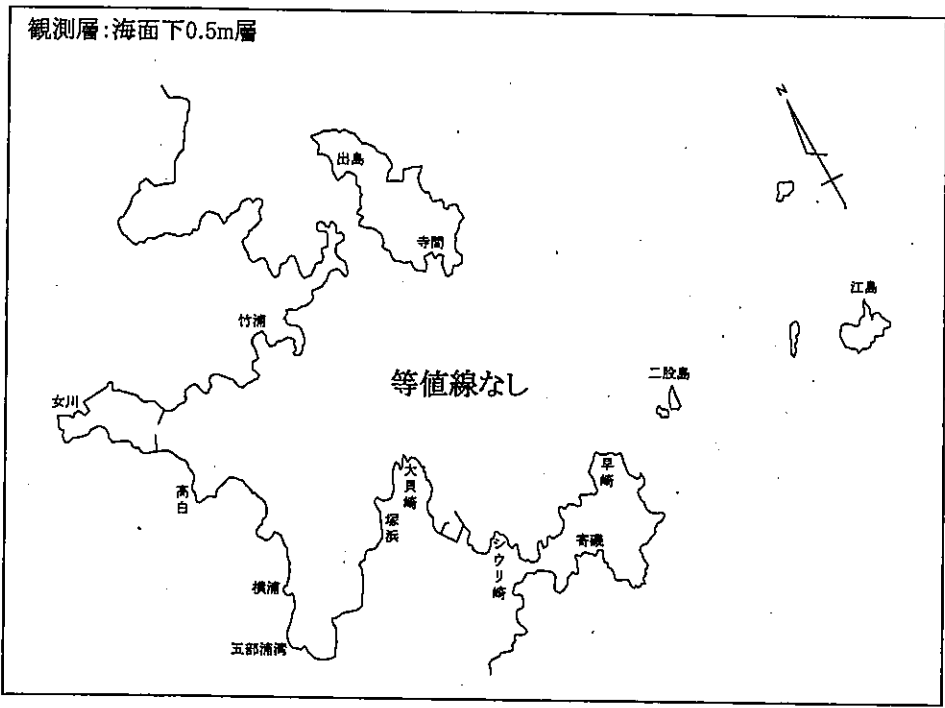 観測層:海面下0.5m層
N
出島
寺間
江島
竹浦
等値線なし
二股島
女川
大貝崎
早崎
高白
塚浜
寄磯
シウリ崎
横浦
五部浦湾